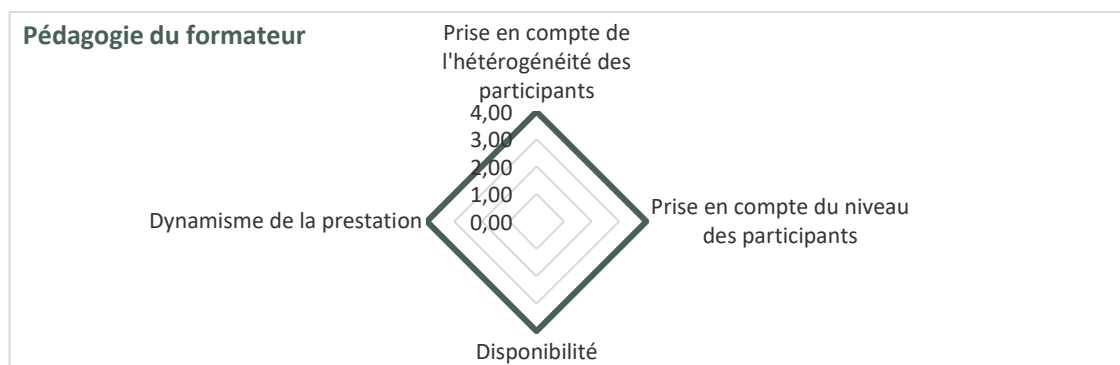 Pédagogie du formateur
Prise en compte de
l'hétérogénéité des
participants
4,00
3,00
2,00
1,00
0,00
Dynamisme de la prestation
Prise en compte du niveau
des participants
Disponibilité